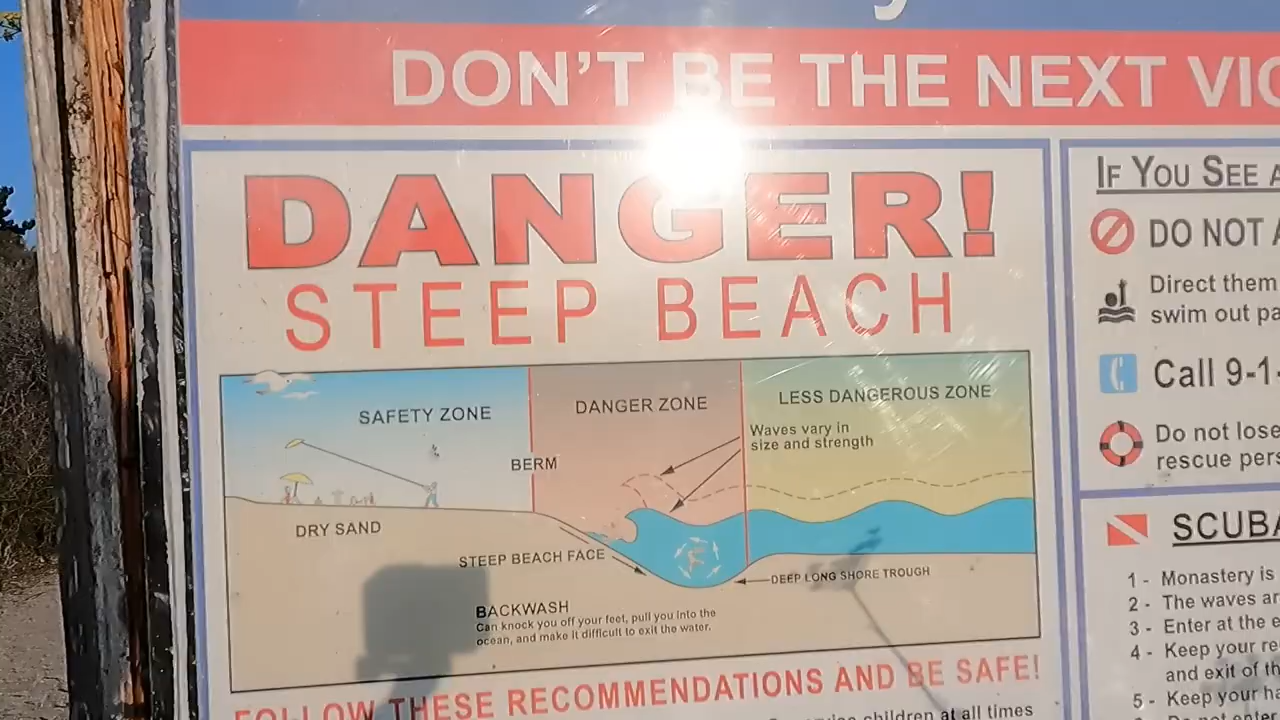 DON'T BE THE NEXT VIC
DANGER!
STEEP BEACH
SAFETY ZONE
DANGER ZONE
LESS DANGEROUS ZONE
Waves vary in
size and strength
BERM
DRY SAND
STEEP BEACH FACE
DEEP LONG SHORE TROUGH
BACKWASH
Can knock you off your feet, pull you into the
ocean, and make it difficult to exit the water.
FOLLOW THESE RECOMMENDATIONS AND BE SAFE!
children at all times
IF YOU SEE A
DO NOT A
Direct them
swim out pa
Call 9-1-
Do not lose
rescue pers
SCUBA
1 - Monastery is
2 - The waves ar
3 - Enter at the e
4 - Keep your re
and exit of th
5 - Keep your ha